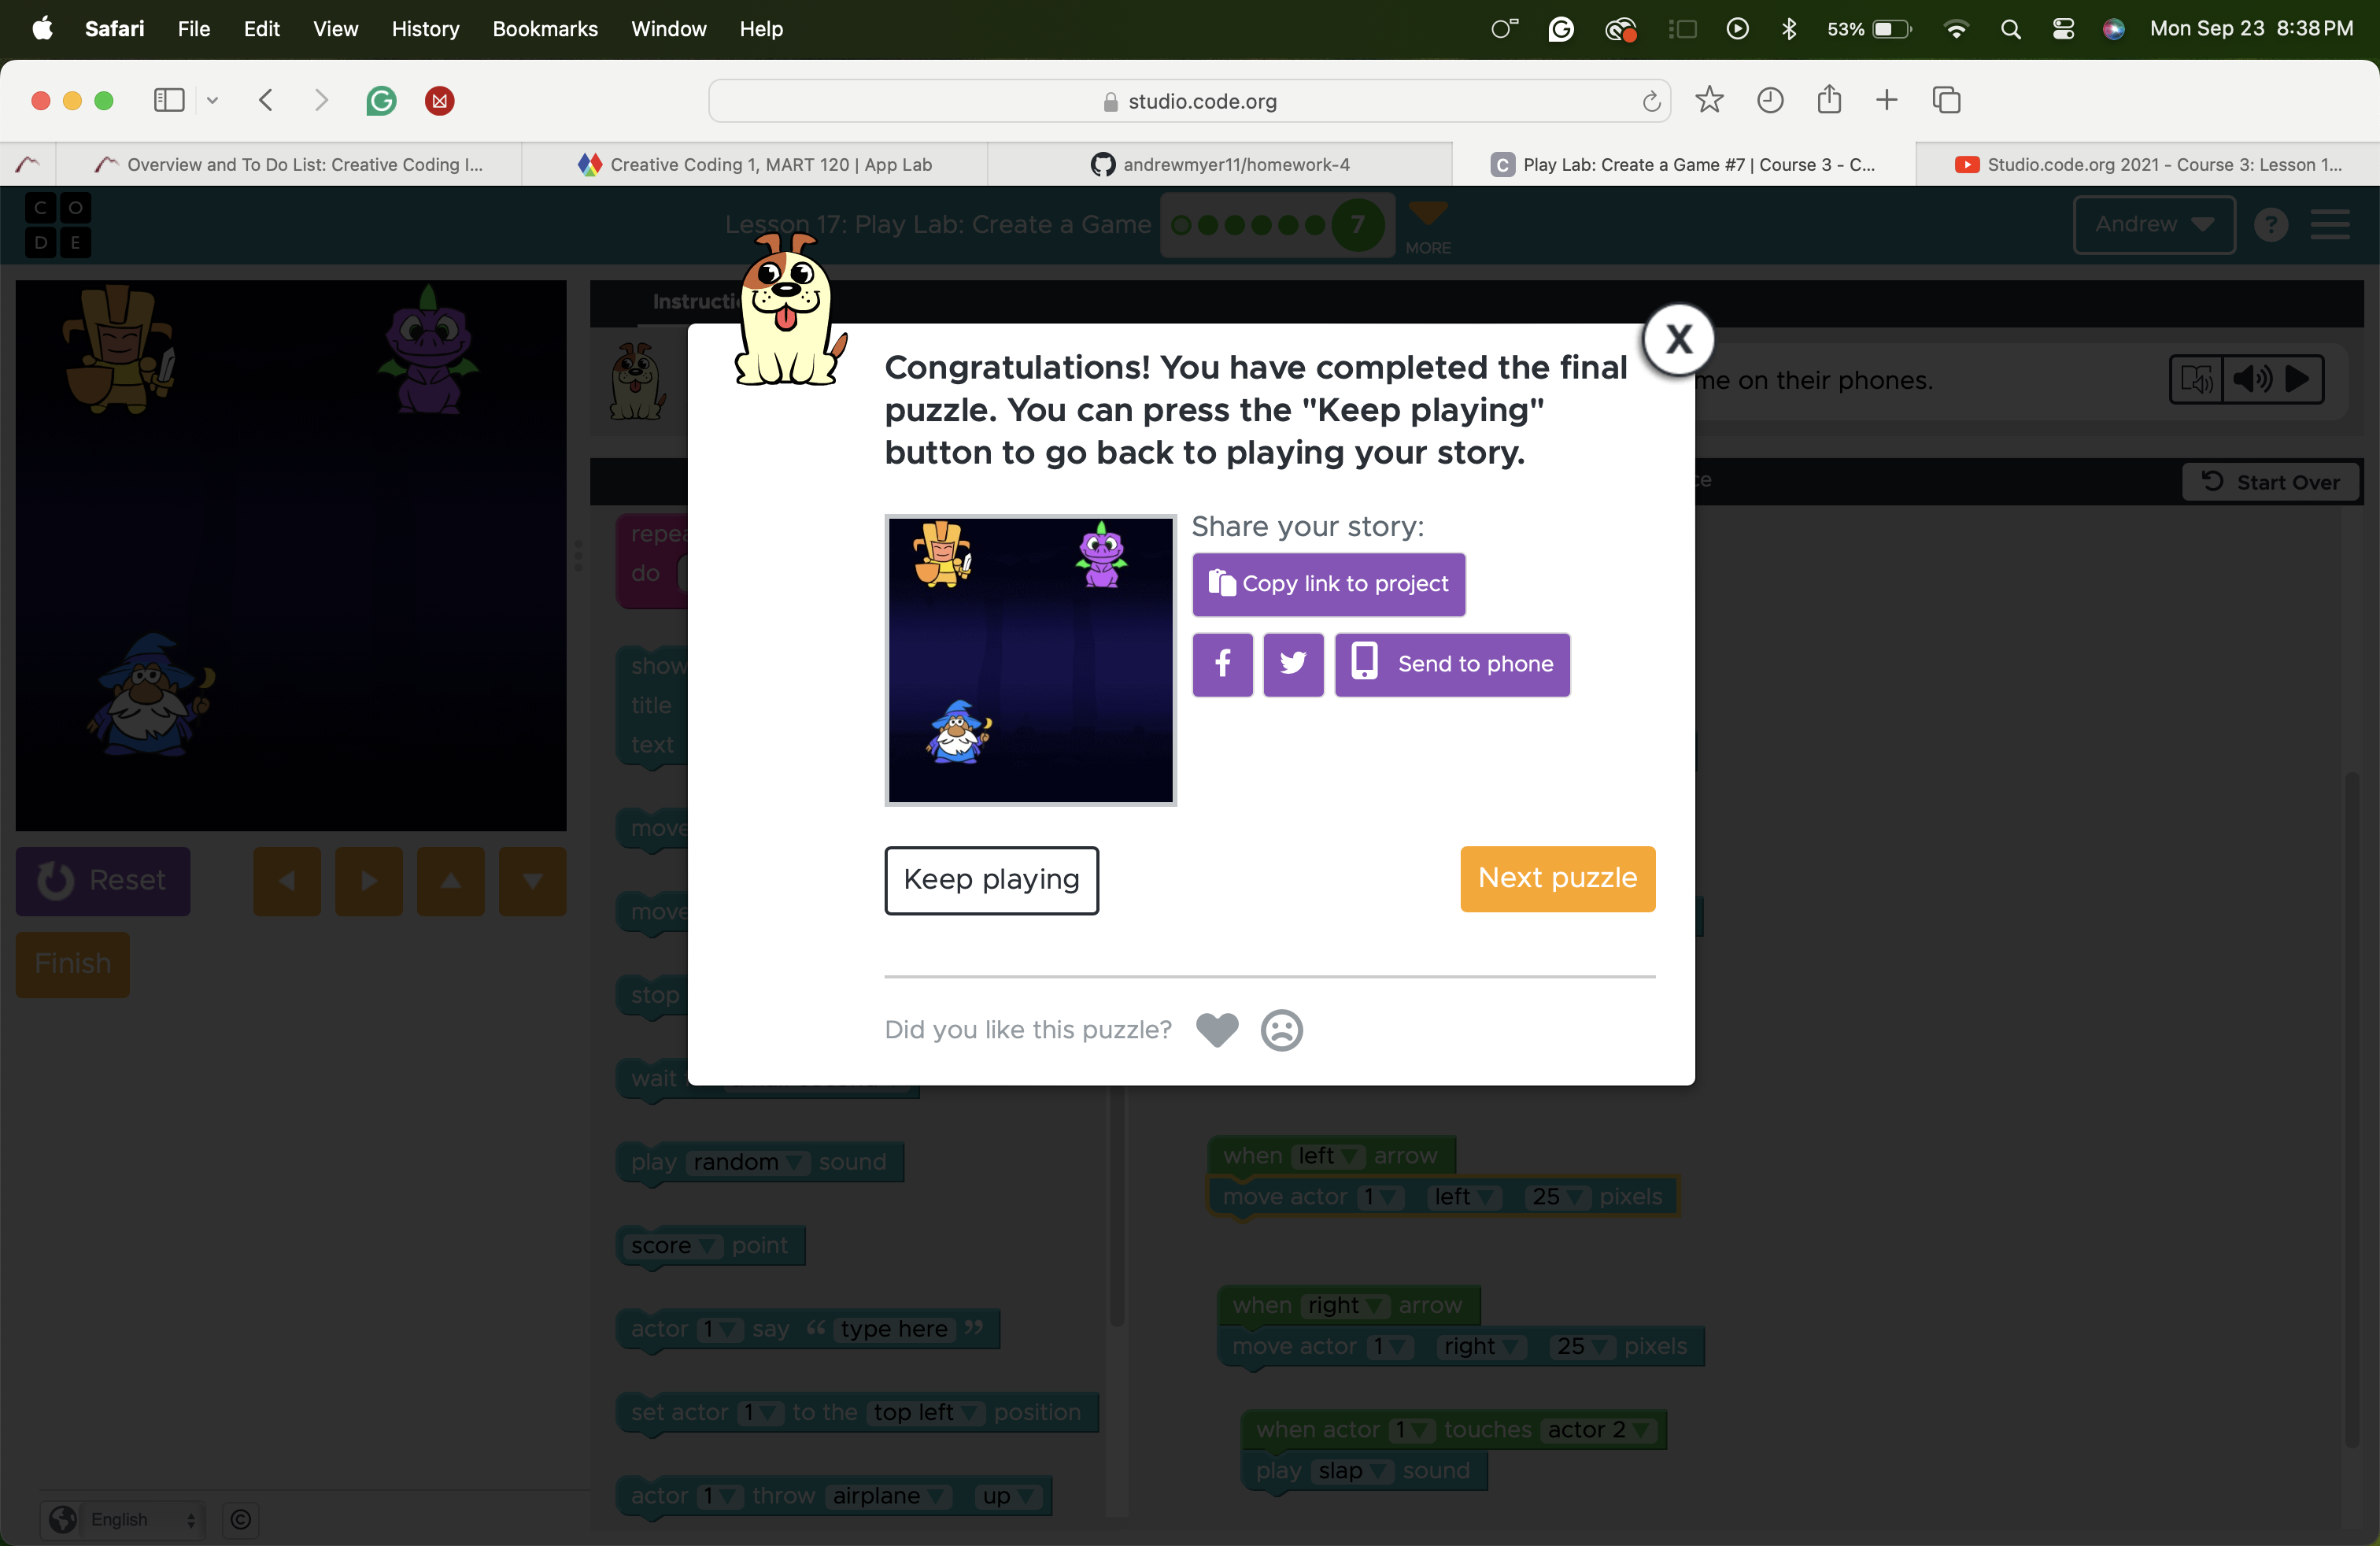 Safari File Edit View History Bookmarks Window Help 53% Mon Sep 23 8:38 PM
studio.code.org
Overview and To Do List: Creative Coding I...
Creative Coding 1, MART 120 | App Lab
andrewmyer11/homework-4
Play Lab: Create a Game #7 | Course 3 - C...
Studio.code.org 2021 - Course 3: Lesson 1...
C O
D E
Lesson 17: Play Lab: Create a Game
7
MORE
Andrew
?
Instructi
me on their phones.
Start Over
Congratulations! You have completed the final
puzzle. You can press the "Keep playing"
button to go back to playing your story.
X
Share your story:
Copy link to project
Send to phone
Keep playing
Next puzzle
Did you like this puzzle?
Reset
Finish
repea
do
show
title
text
move
move
stop
wait
play random sound
score point
actor 1 say “ type here ”
set actor 1 to the top left position
actor 1 throw airplane up
when left arrow
move actor 1 left 25 pixels
when right arrow
move actor 1 right 25 pixels
when actor 1 touches actor 2
play slap sound
English
©